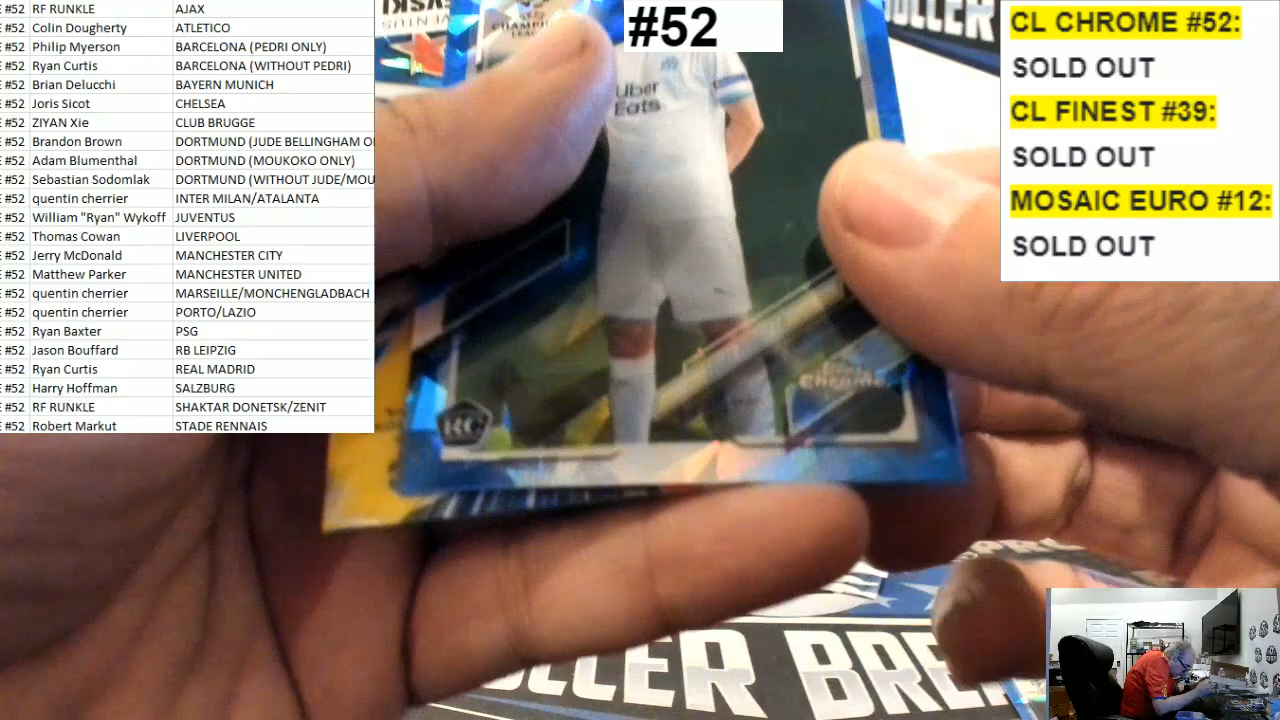 E #52 RF RUNKLE AJAX
E #52 Colin Dougherty ATLETICO
E #52 Philip Myerson BARCELONA (PEDRI ONLY)
E #52 Ryan Curtis BARCELONA (WITHOUT PEDRI)
E #52 Brian Delucchi BAYERN MUNICH
E #52 Joris Sicot CHELSEA
E #52 ZIYAN Xie CLUB BRUGGE
E #52 Brandon Brown DORTMUND (JUDE BELLINGHAM O
E #52 Adam Blumenthal DORTMUND (MOUKOKO ONLY)
E #52 Sebastian Sodomlak DORTMUND (WITHOUT JUDE/MOU
E #52 quentin cherrier INTER MILAN/ATALANTA
E #52 William "Ryan" Wykoff JUVENTUS
E #52 Thomas Cowan LIVERPOOL
E #52 Jerry McDonald MANCHESTER CITY
E #52 Matthew Parker MANCHESTER UNITED
E #52 quentin cherrier MARSEILLE/MONCHENGLADBACH
E #52 quentin cherrier PORTO/LAZIO
E #52 Ryan Baxter PSG
E #52 Jason Bouffard RB LEIPZIG
E #52 Ryan Curtis REAL MADRID
E #52 Harry Hoffman SALZBURG
E #52 RF RUNKLE SHAKTAR DONETSK/ZENIT
E #52 Robert Markut STADE RENNAIS
#52
CL CHROME #52:
SOLD OUT
CL FINEST #39:
SOLD OUT
MOSAIC EURO #12:
SOLD OUT
Uber
Eats
Chrome
RC